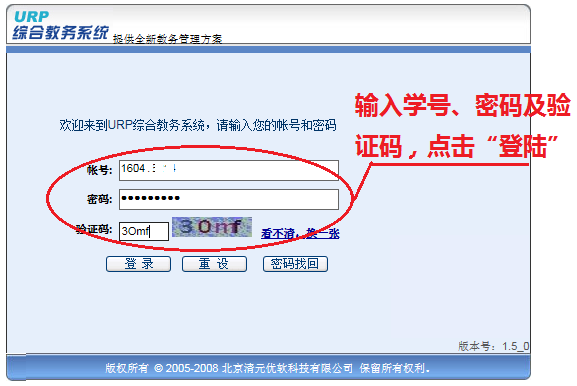 URP
综合教务系统 提供全新教务管理方案
欢迎来到URP综合教务系统，请输入您的帐号和密码
输入学号、密码及验
证码，点击“登陆”
帐号: 1604
密码: ●●●●●●●●●
验证码: 3Omf 3Omf 看不清，换一张
登 录 重 设 密码找回
版本号：1.5_0
版权所有 © 2005-2008 北京清元优软科技有限公司 保留所有权利。